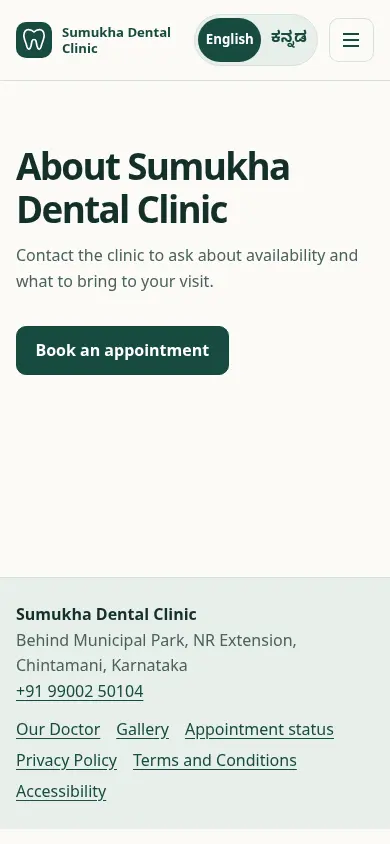 Sumukha Dental
Clinic
English
ಕನ್ನಡ
About Sumukha
Dental Clinic
Contact the clinic to ask about availability and
what to bring to your visit.
Book an appointment
Sumukha Dental Clinic
Behind Municipal Park, NR Extension,
Chintamani, Karnataka
+91 99002 50104
Our Doctor Gallery Appointment status
Privacy Policy Terms and Conditions
Accessibility